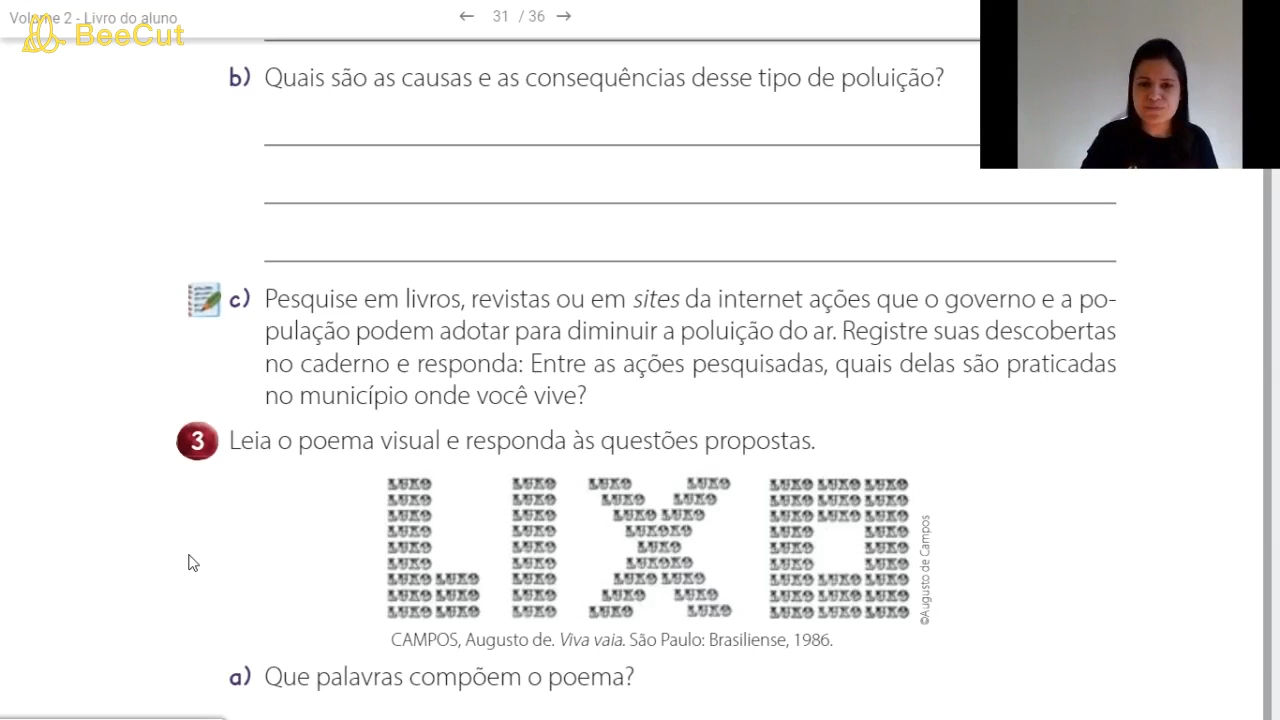 Volume 2 - Livro do aluno
31 / 36
BeeCut
b) Quais são as causas e as consequências desse tipo de poluição?
c) Pesquise em livros, revistas ou em sites da internet ações que o governo e a po-
pulação podem adotar para diminuir a poluição do ar. Registre suas descobertas
no caderno e responda: Entre as ações pesquisadas, quais delas são praticadas
no município onde você vive?
3 Leia o poema visual e responda às questões propostas.
LUXO LUXO LUXO LUXO LUXO LUXO LUXO
LUXO LUXO LUXO LUXO LUXO LUXO LUXO
LUXO LUXO LUXO LUXO LUXO LUXO LUXO
LUXO LUXO LUXOXO LUXO LUXO
LUXO LUXO LUXO LUXO LUXO
LUXO LUXO LUXOXO LUXO LUXO
LUXO LUXO LUXO LUXO LUXO LUXO LUXO LUXO
LUXO LUXO LUXO LUXO LUXO LUXO LUXO LUXO
LUXO LUXO LUXO LUXO LUXO LUXO LUXO LUXO
©Augusto de Campos
CAMPOS, Augusto de. Viva vaia. São Paulo: Brasiliense, 1986.
a) Que palavras compõem o poema?